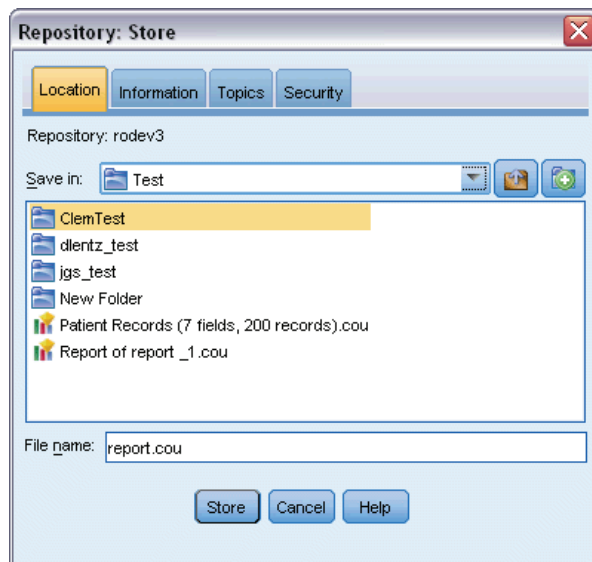 Repository: Store
Location Information Topics Security
Repository: rodev3
Save in: Test
ClemTest
dlentz_test
jgs_test
New Folder
Patient Records (7 fields, 200 records).cou
Report of report _1.cou
File name: report.cou
Store Cancel Help